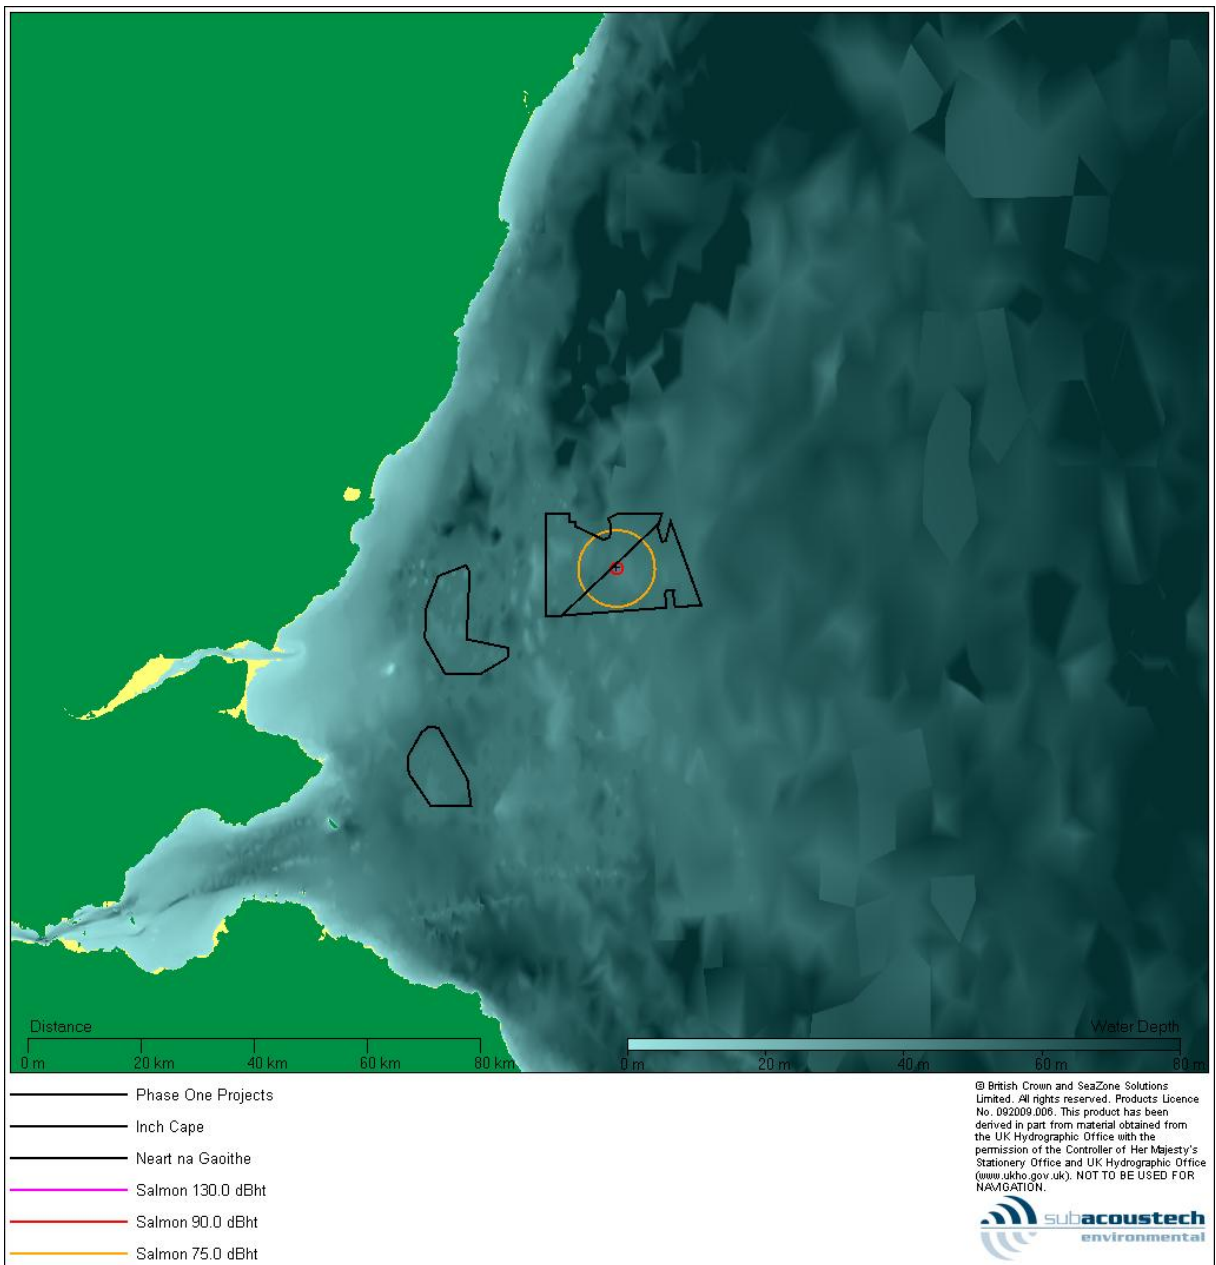 Distance
0 m 20 km 40 km 60 km 80 km
Water Depth
0 m 20 m 40 m 60 m 80 m
Phase One Projects
Inch Cape
Neart na Gaoithe
Salmon 130.0 dBht
Salmon 90.0 dBht
Salmon 75.0 dBht
© British Crown and SeaZone Solutions
Limited. All rights reserved. Products Licence
No. 092009.006. This product has been
derived in part from material obtained from
the UK Hydrographic Office with the
permission of the Controller of Her Majesty's
Stationery Office and UK Hydrographic Office
(www.ukho.gov.uk). NOT TO BE USED FOR
NAVIGATION.
subacoustech
environmental